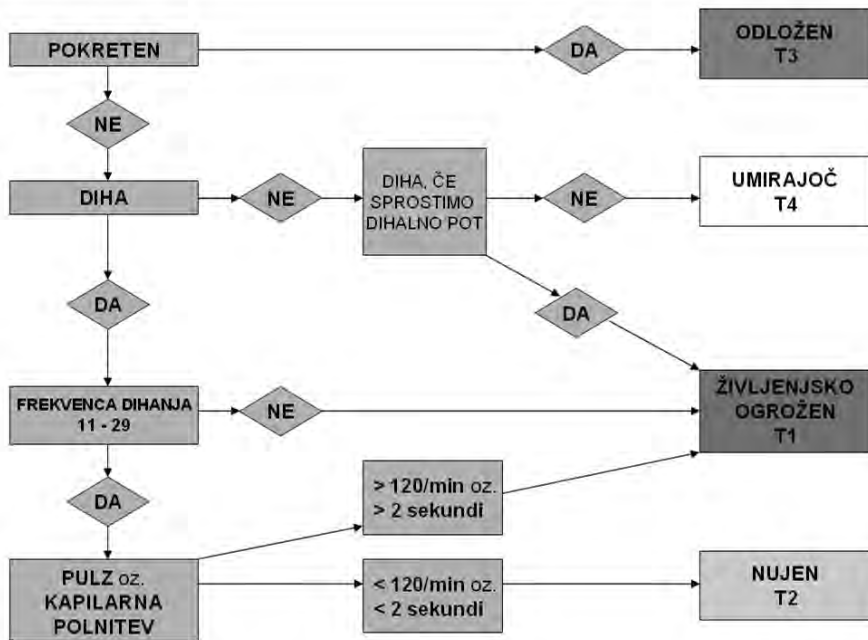 POKRETEN
DA
ODLOŽEN
T3
NE
DIHA
NE
DIHA, ČE
SPROSTIMO
DIHALNO POT
NE
UMIRAJOČ
T4
DA
DA
FREKVENCA DIHANJA
11 - 29
NE
ŽIVLJENJSKO
OGROŽEN
T1
DA
> 120/min oz.
> 2 sekundi
PULZ oz.
KAPILARNA
POLNITEV
< 120/min oz.
< 2 sekundi
NUJEN
T2